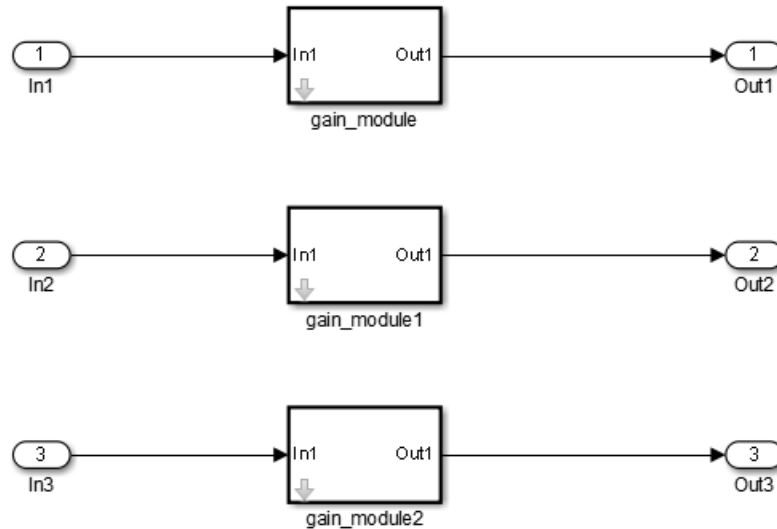 1 In1 Out1 1
In1 Out1
gain_module
2 In1 Out1 2
In2 Out2
gain_module1
3 In1 Out1 3
In3 Out3
gain_module2